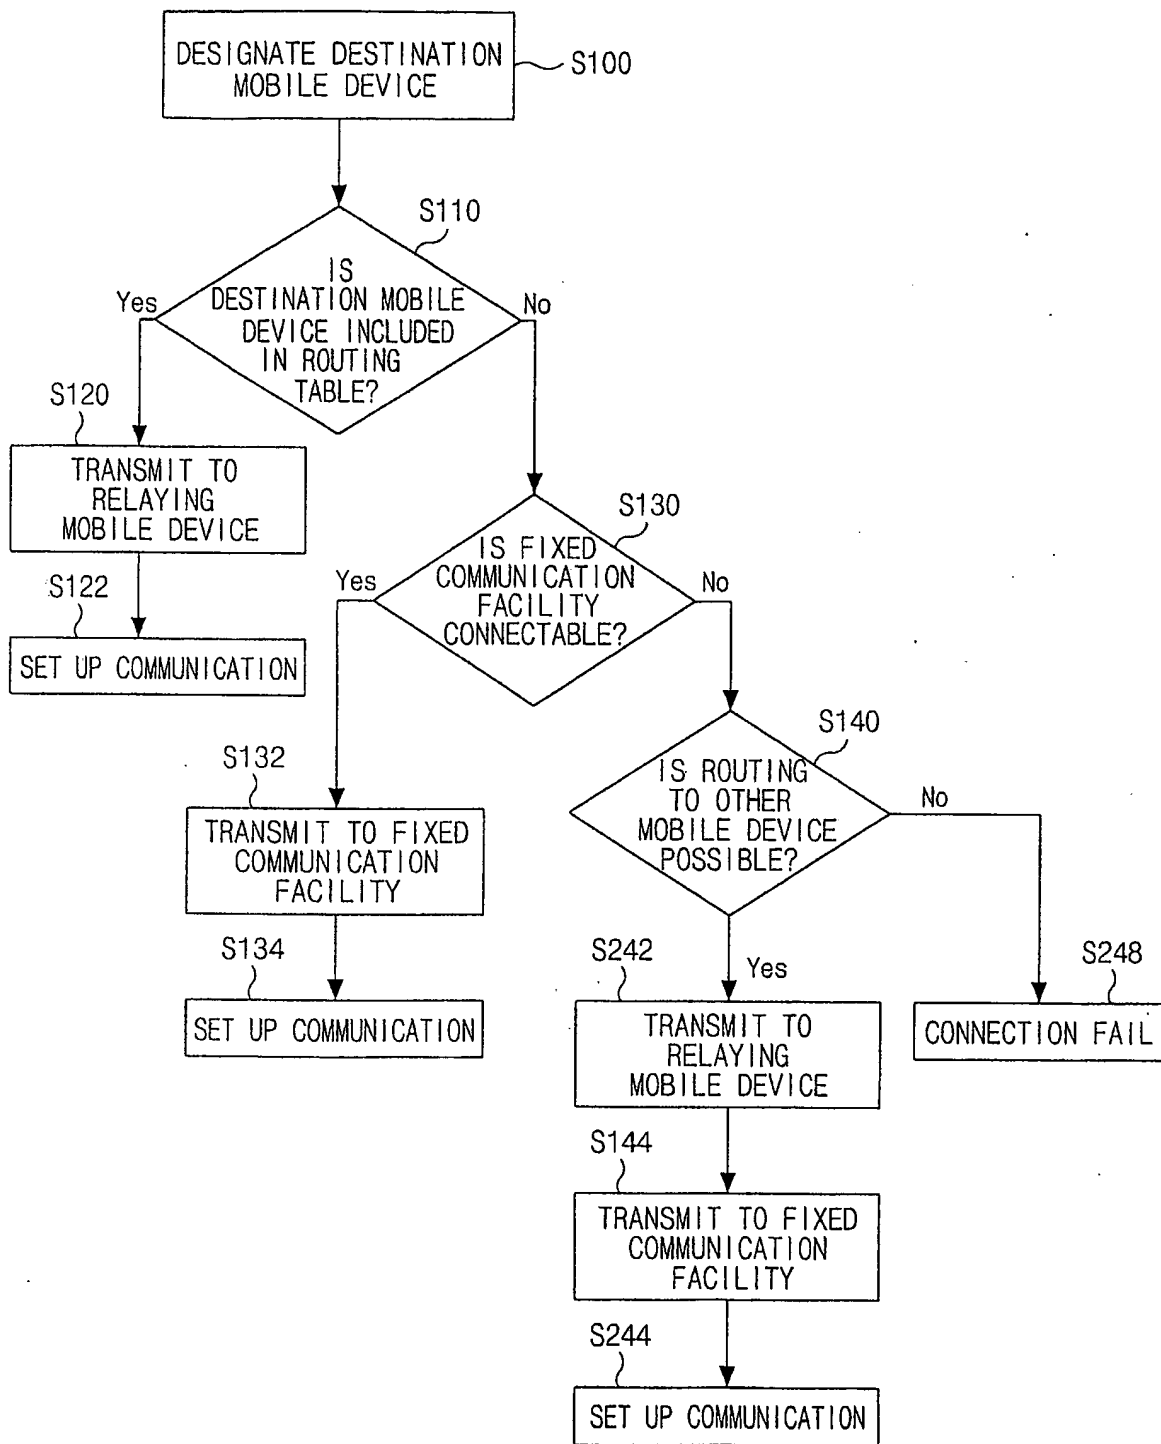 DESIGNATE DESTINATION
MOBILE DEVICE
S100
S110
IS
DESTINATION MOBILE
DEVICE INCLUDED
IN ROUTING
TABLE?
Yes
No
S120
TRANSMIT TO
RELAYING
MOBILE DEVICE
S122
SET UP COMMUNICATION
S130
IS FIXED
COMMUNICATION
FACILITY
CONNECTABLE?
Yes
No
S132
TRANSMIT TO FIXED
COMMUNICATION
FACILITY
S134
SET UP COMMUNICATION
S140
IS ROUTING
TO OTHER
MOBILE DEVICE
POSSIBLE?
No
Yes
S242
TRANSMIT TO
RELAYING
MOBILE DEVICE
S248
CONNECTION FAIL
S144
TRANSMIT TO FIXED
COMMUNICATION
FACILITY
S244
SET UP COMMUNICATION